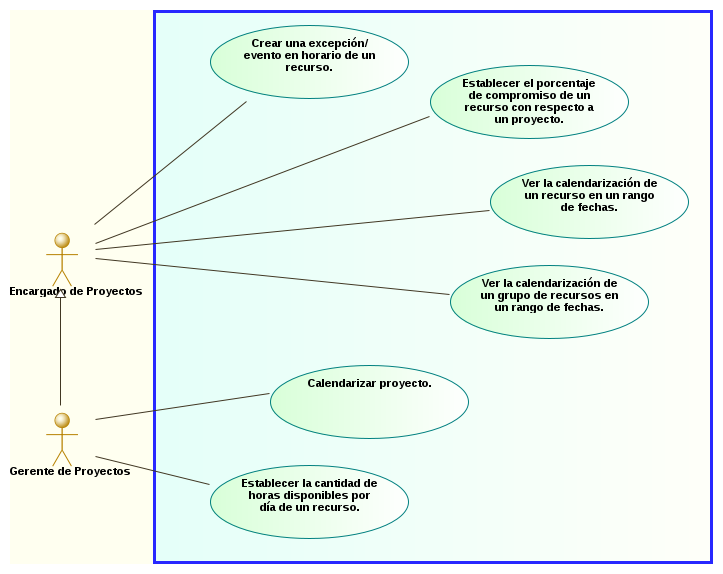 Crear una excepción/
evento en horario de un
recurso.
Establecer el porcentaje
de compromiso de un
recurso con respecto a
un proyecto.
Ver la calendarización de
un recurso en un rango
de fechas.
Encargado de Proyectos
Ver la calendarización de
un grupo de recursos en
un rango de fechas.
Calendarizar proyecto.
Gerente de Proyectos
Establecer la cantidad de
horas disponibles por
día de un recurso.